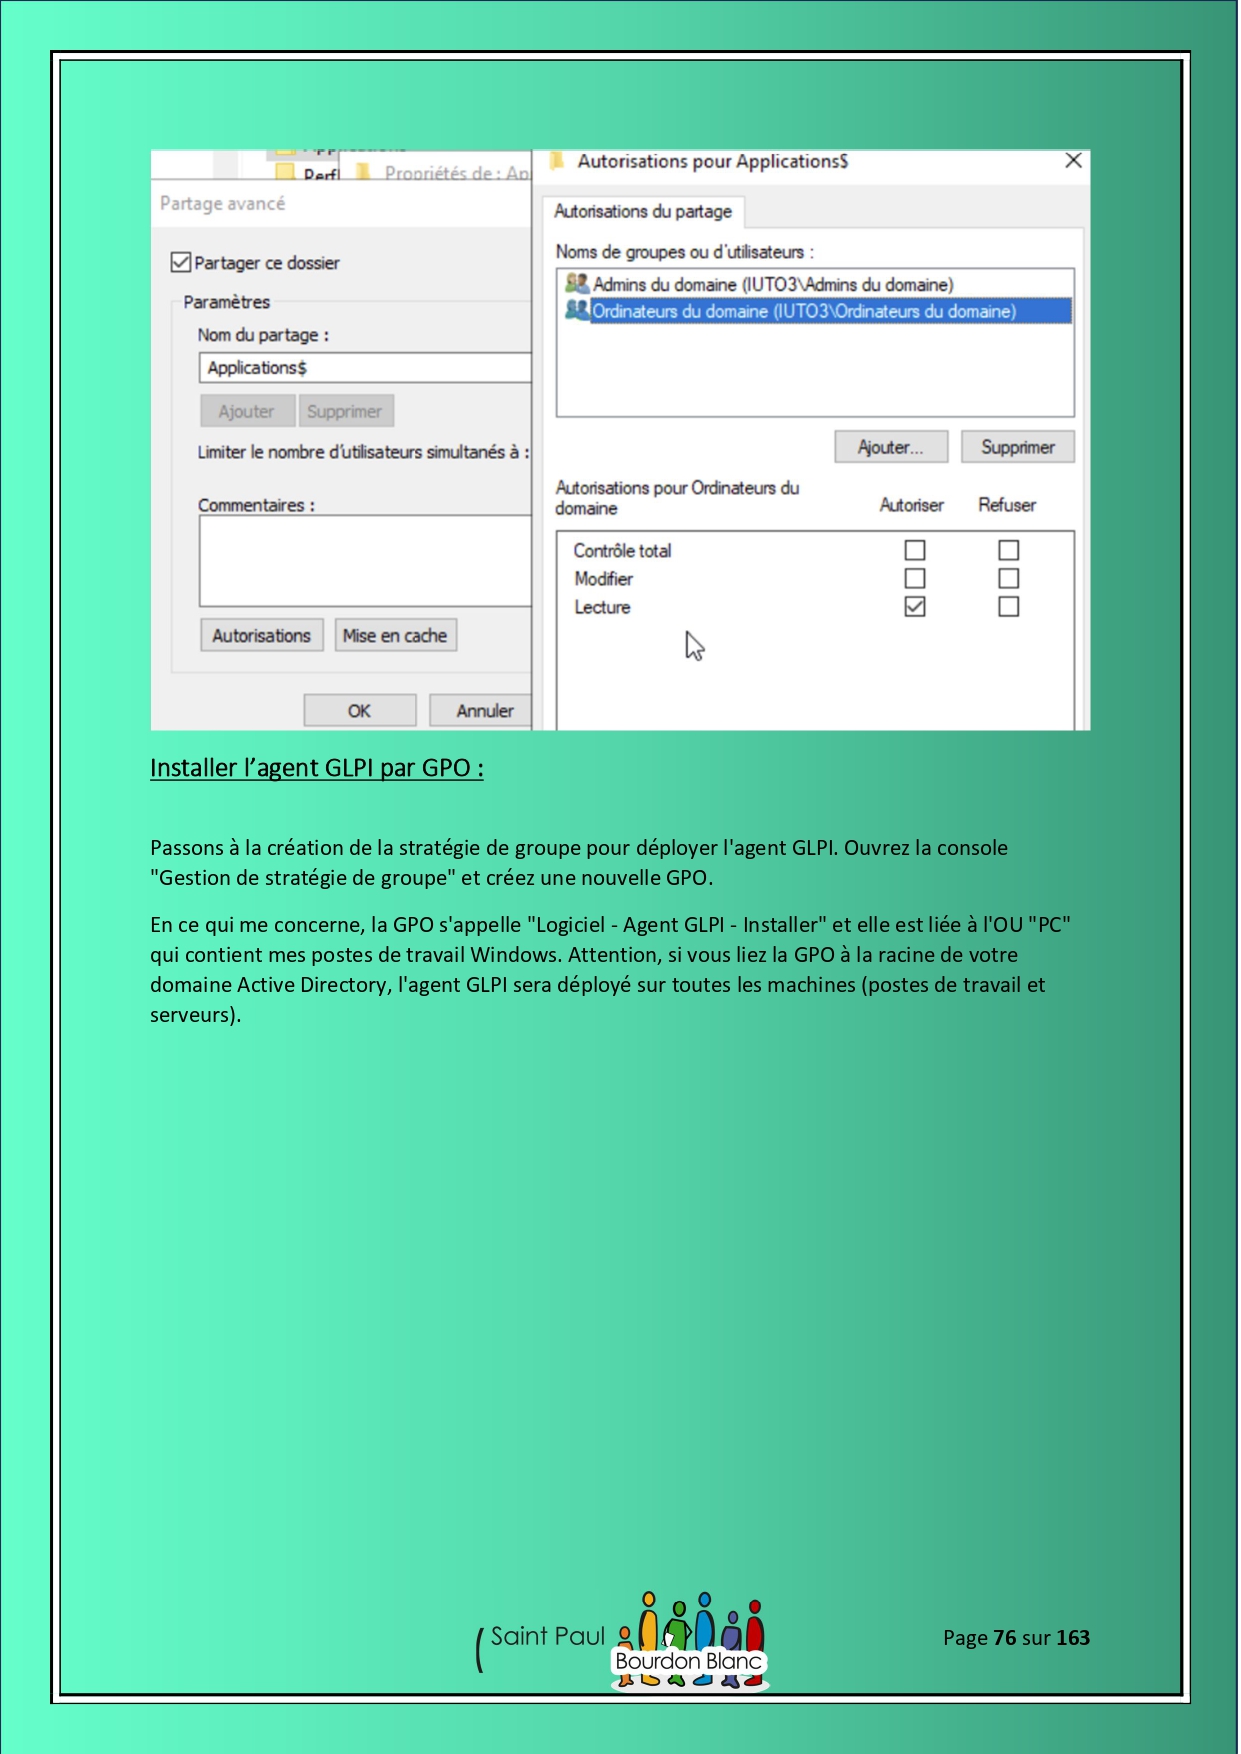 Autorisations pour Applications$
Perfl
Propriétés de : Ap
Partage avancé
Partager ce dossier
Paramètres
Nom du partage :
Applications$
Ajouter
Supprimer
Limiter le nombre d'utilisateurs simultanés à :
Commentaires :
Autorisations
Mise en cache
OK
Annuler
Autorisations du partage
Noms de groupes ou d'utilisateurs :
Admins du domaine (IUTO3\Admins du domaine)
Ordinateurs du domaine (IUTO3\Ordinateurs du domaine)
Ajouter...
Supprimer
Autorisations pour Ordinateurs du
domaine
Autoriser
Refuser
Contrôle total
Modifier
Lecture
Installer l'agent GLPI par GPO :
Passons à la création de la stratégie de groupe pour déployer l'agent GLPI. Ouvrez la console
"Gestion de stratégie de groupe" et créez une nouvelle GPO.
En ce qui me concerne, la GPO s'appelle "Logiciel - Agent GLPI - Installer" et elle est liée à l'OU "PC"
qui contient mes postes de travail Windows. Attention, si vous liez la GPO à la racine de votre
domaine Active Directory, l'agent GLPI sera déployé sur toutes les machines (postes de travail et
serveurs).
Saint Paul
Bourdon Blanc
Page 76 sur 163